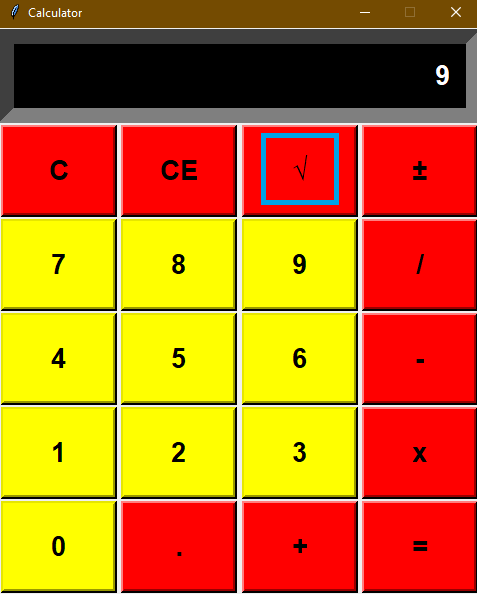 Calculator
9
C CE √ ±
7 8 9 /
4 5 6 -
1 2 3 x
0 . + =